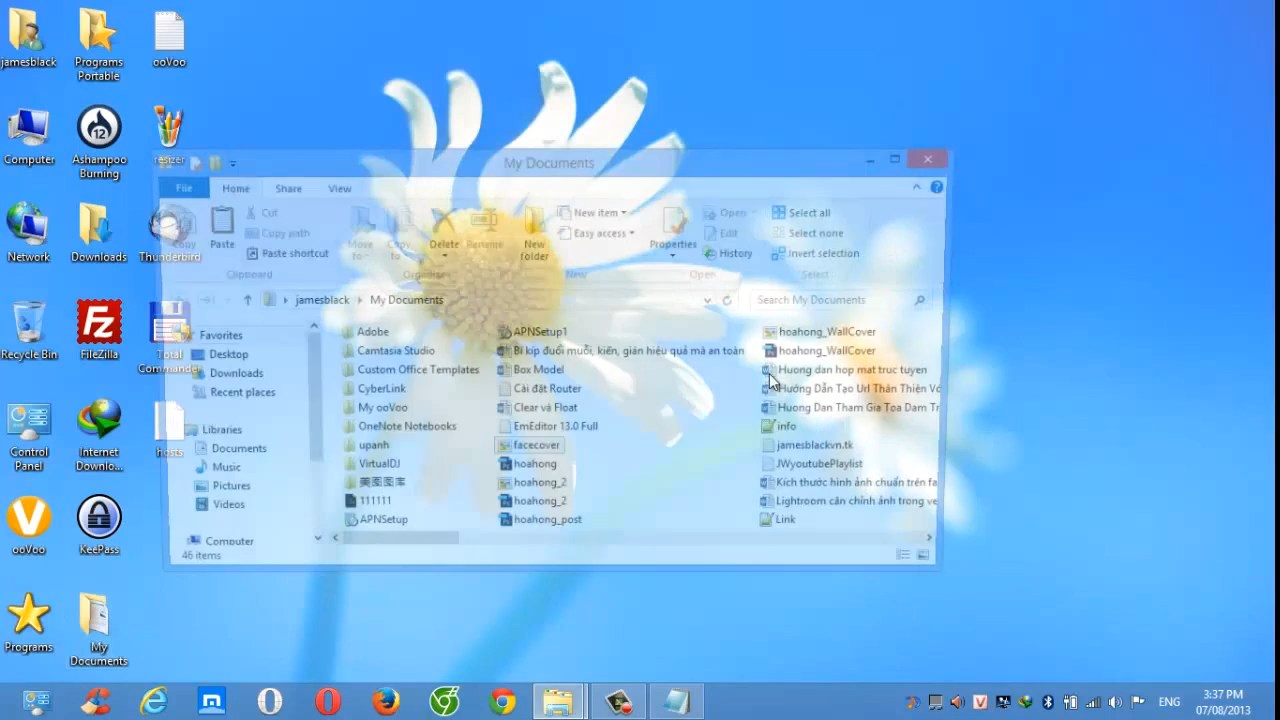 jamesblack
Programs
Portable
ooVoo
Computer
Ashampoo
Burning
resizer
Network
Downloads
Thunderbird
Recycle Bin
FileZilla
Total
Commander
Control
Panel
Internet
Downlo...
hosts
ooVoo
KeePass
Programs
My
Documents
My Documents
File
Home
Share
View
Copy
Paste
Cut
Copy path
Paste shortcut
Clipboard
Move
to
Copy
to
Delete
Rename
Organise
New
folder
New item
Easy access
New
Properties
Open
Edit
History
Open
Select all
Select none
Invert selection
Select
jamesblack
My Documents
Search My Documents
Favorites
Desktop
Downloads
Recent places
Libraries
Documents
Music
Pictures
Videos
Computer
Adobe
Camtasia Studio
Custom Office Templates
CyberLink
My ooVoo
OneNote Notebooks
upanh
VirtualDJ
美图图库
111111
APNSetup
APNSetup1
Bí kíp đuổi muỗi, kiến, gián hiệu quả mà an toàn
Box Model
Cài đặt Router
Clear và Float
EmEditor 13.0 Full
facecover
hoahong
hoahong_2
hoahong_2
hoahong_post
hoahong_WallCover
hoahong_WallCover
Huong dan hop mat truc tuyen
Hướng Dẫn Tạo Url Thân Thiện Vớ
Huong Dan Tham Gia Toa Dam Tr
info
jamesblackvn.tk
JWyoutubePlaylist
Kích thước hình ảnh chuẩn trên fa
Lightroom căn chỉnh ảnh trong ve
Link
46 items
ENG
3:37 PM
07/08/2013